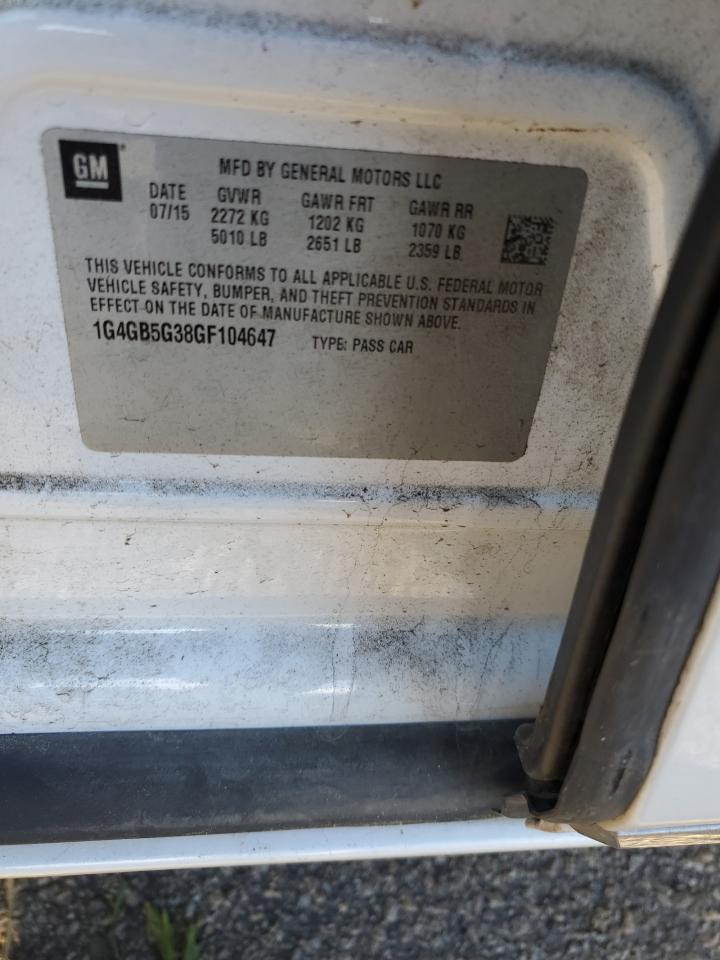 GM
MFD BY GENERAL MOTORS LLC
DATE GVWR GAWR FRT GAWR RR
07/15 2272 KG 1202 KG 1070 KG
5010 LB 2651 LB 2359 LB
THIS VEHICLE CONFORMS TO ALL APPLICABLE U.S. FEDERAL MOTOR
VEHICLE SAFETY, BUMPER, AND THEFT PREVENTION STANDARDS IN
EFFECT ON THE DATE OF MANUFACTURE SHOWN ABOVE.
1G4GB5G38GF104647 TYPE: PASS CAR